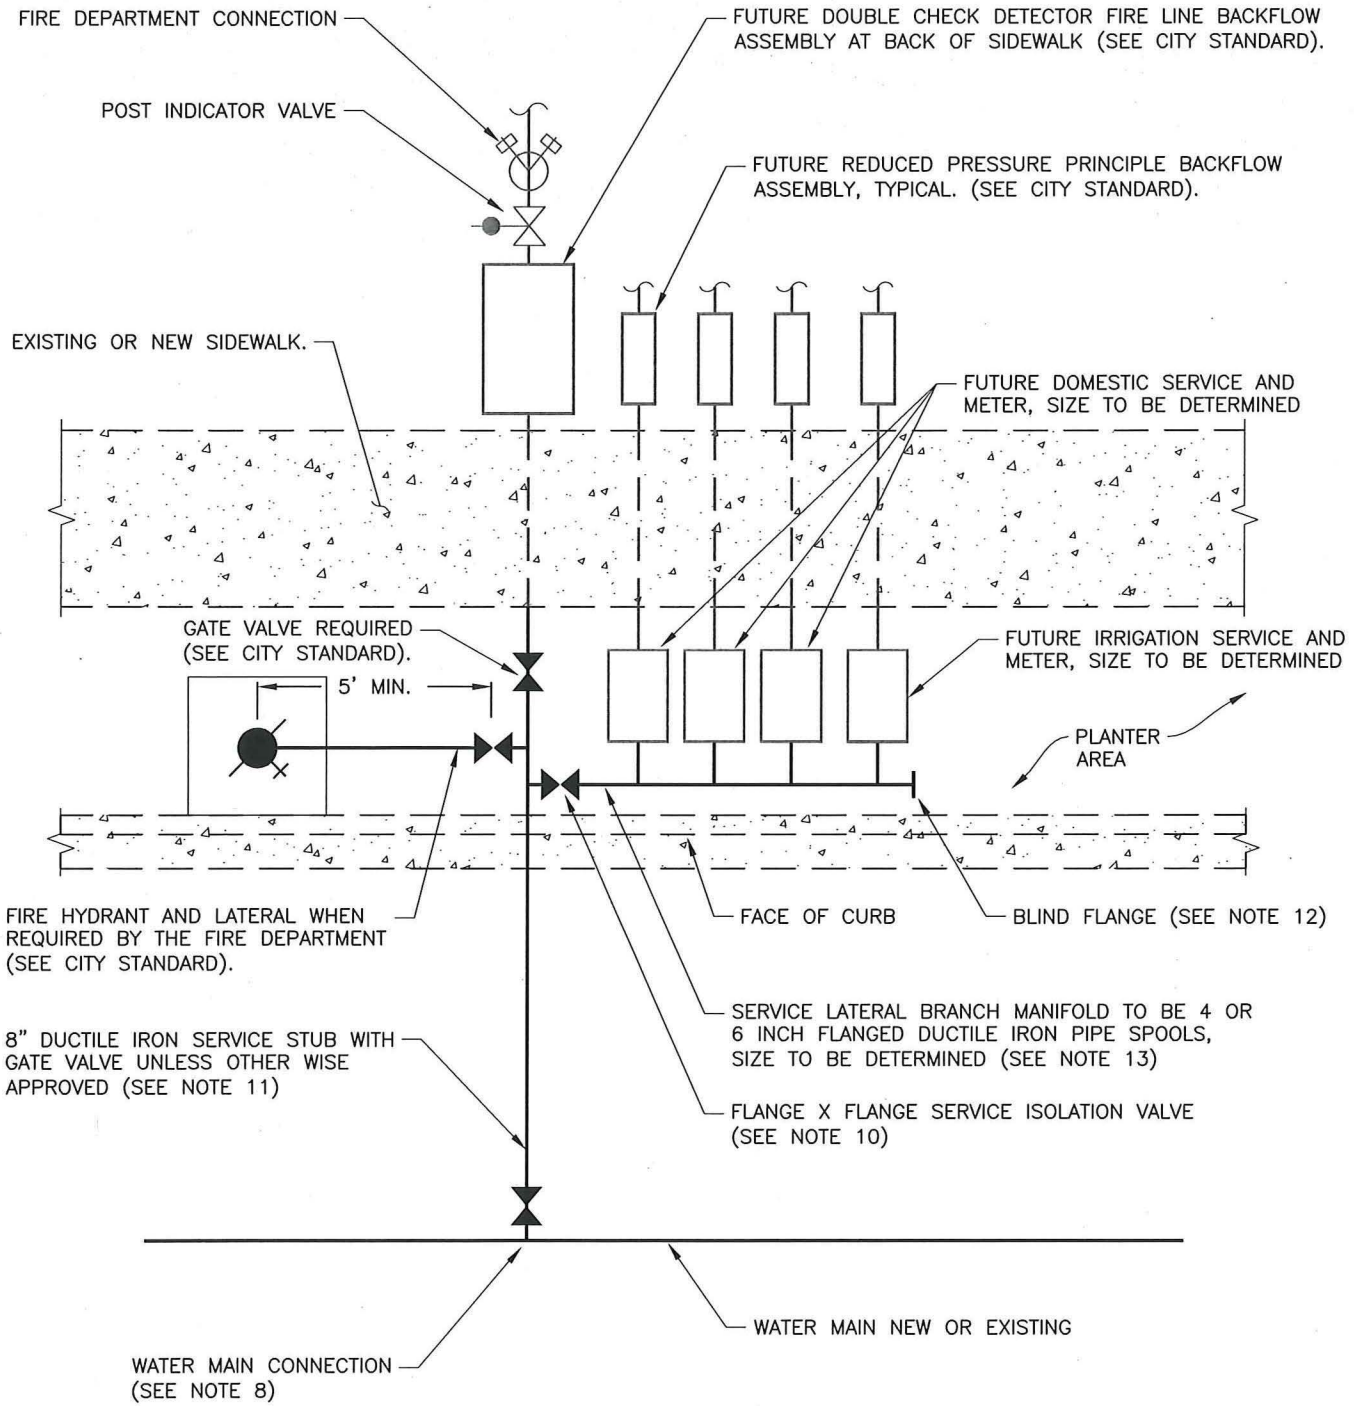 FIRE DEPARTMENT CONNECTION
FUTURE DOUBLE CHECK DETECTOR FIRE LINE BACKFLOW
ASSEMBLY AT BACK OF SIDEWALK (SEE CITY STANDARD).
POST INDICATOR VALVE
FUTURE REDUCED PRESSURE PRINCIPLE BACKFLOW
ASSEMBLY, TYPICAL. (SEE CITY STANDARD).
EXISTING OR NEW SIDEWALK.
FUTURE DOMESTIC SERVICE AND
METER, SIZE TO BE DETERMINED
GATE VALVE REQUIRED
(SEE CITY STANDARD).
FUTURE IRRIGATION SERVICE AND
METER, SIZE TO BE DETERMINED
5' MIN.
PLANTER
AREA
FIRE HYDRANT AND LATERAL WHEN
REQUIRED BY THE FIRE DEPARTMENT
(SEE CITY STANDARD).
FACE OF CURB
BLIND FLANGE (SEE NOTE 12)
SERVICE LATERAL BRANCH MANIFOLD TO BE 4 OR
6 INCH FLANGED DUCTILE IRON PIPE SPOOLS,
SIZE TO BE DETERMINED (SEE NOTE 13)
8" DUCTILE IRON SERVICE STUB WITH
GATE VALVE UNLESS OTHER WISE
APPROVED (SEE NOTE 11)
FLANGE X FLANGE SERVICE ISOLATION VALVE
(SEE NOTE 10)
WATER MAIN NEW OR EXISTING
WATER MAIN CONNECTION
(SEE NOTE 8)